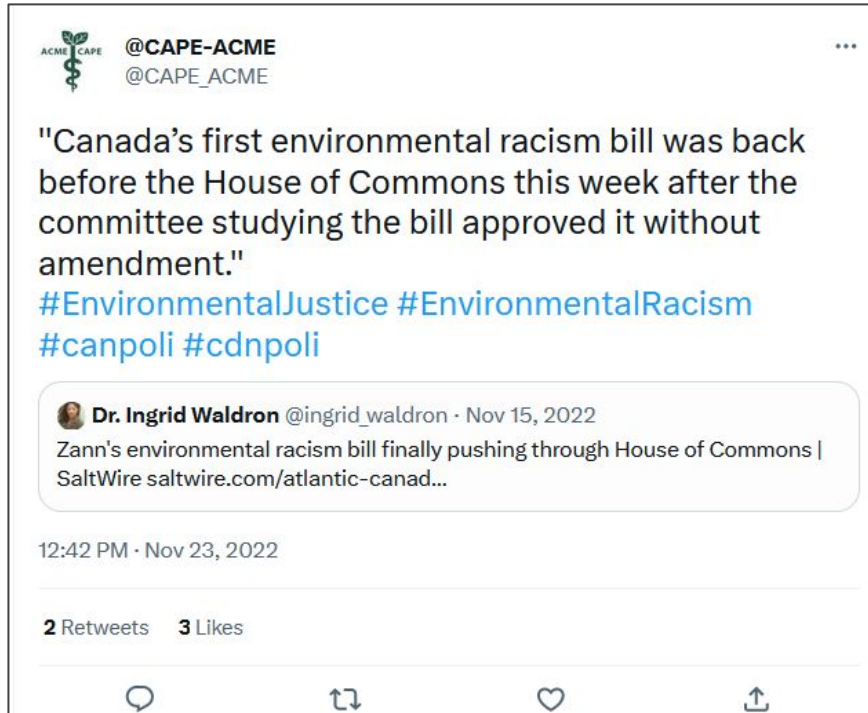 ACME CAPE
@CAPE-ACME
@CAPE_ACME
"Canada’s first environmental racism bill was back
before the House of Commons this week after the
committee studying the bill approved it without
amendment."
#EnvironmentalJustice #EnvironmentalRacism
#canpoli #cdnpoli
Dr. Ingrid Waldron @ingrid_waldron · Nov 15, 2022
Zann's environmental racism bill finally pushing through House of Commons |
SaltWire saltwire.com/atlantic-canad...
12:42 PM · Nov 23, 2022
2 Retweets 3 Likes